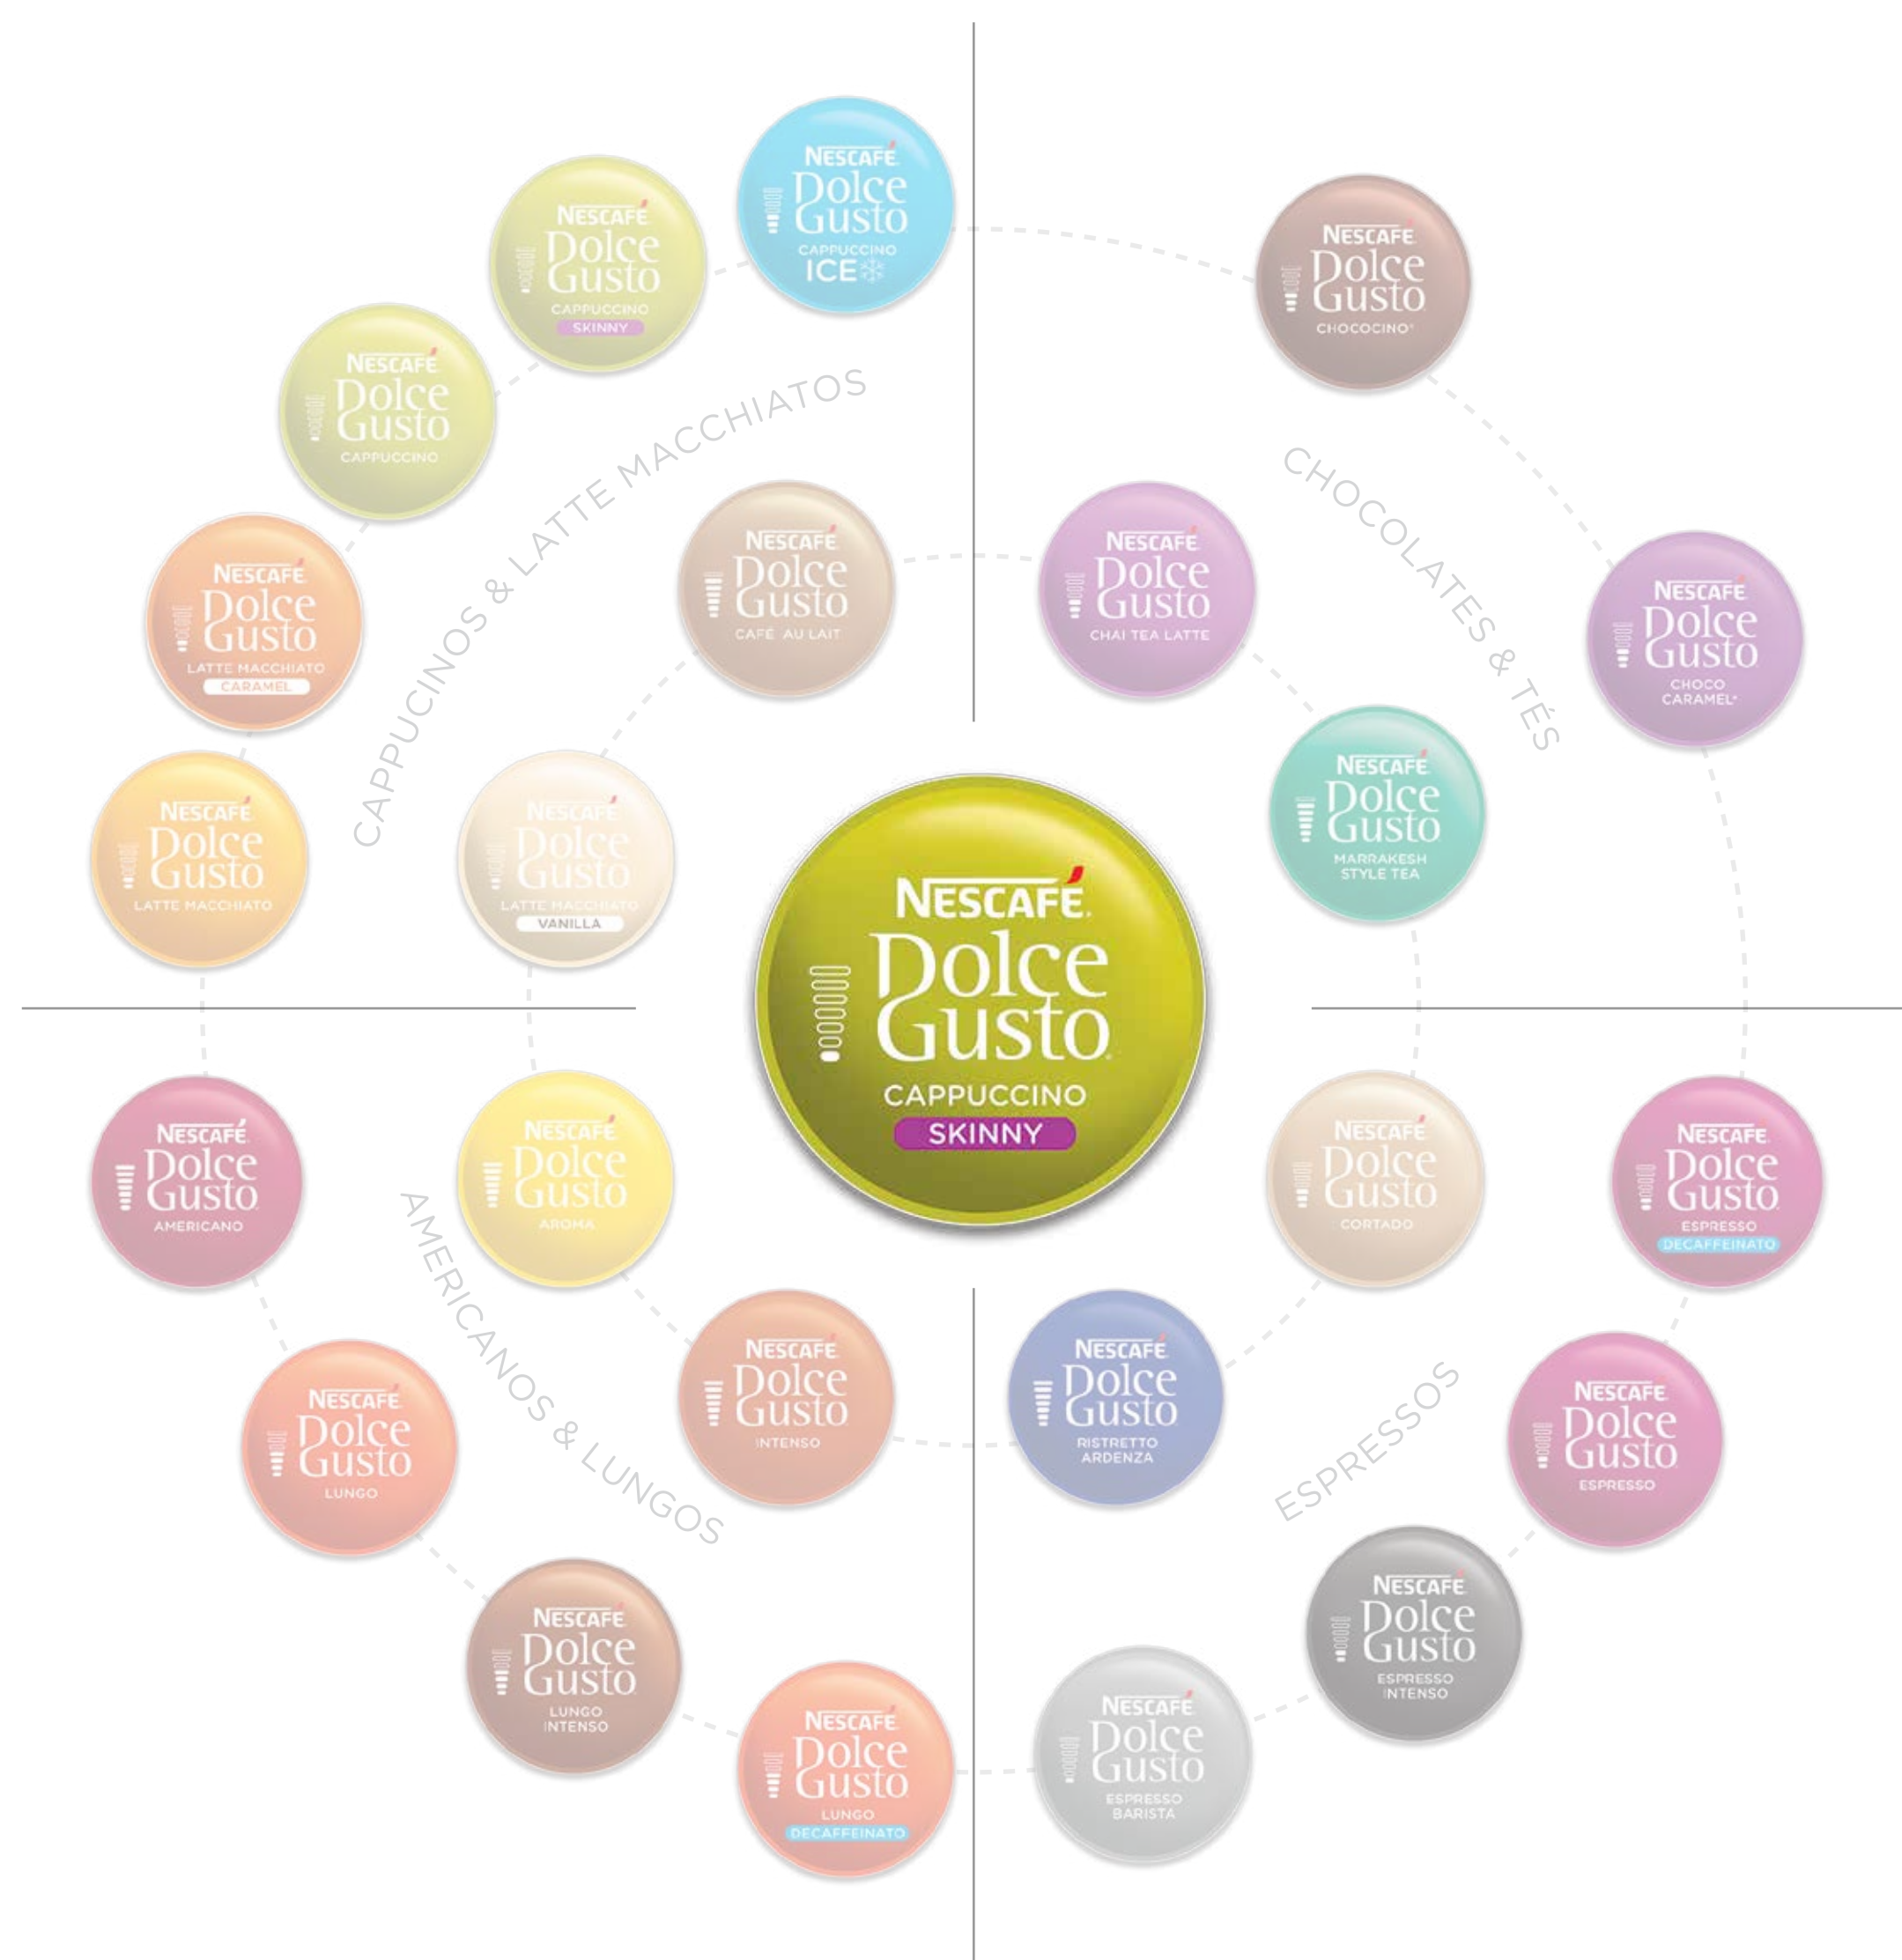 NESCAFÉ
Dolce
Gusto
CAPPUCCINO
ICE
NESCAFÉ
Dolce
Gusto
CAPPUCCINO
SKINNY
NESCAFÉ
Dolce
Gusto
CAPPUCCINO
NESCAFÉ
Dolce
Gusto
LATTE MACCHIATO
CARAMEL
NESCAFÉ
Dolce
Gusto
LATTE MACCHIATO
CAPPUCINOS & LATTE MACCHIATOS
NESCAFÉ
Dolce
Gusto
CAFÉ AU LAIT
NESCAFÉ
Dolce
Gusto
LATTE MACCHIATO
VANILLA
NESCAFÉ
Dolce
Gusto
CHOCOCINO*
CHOCOLATES & TÉS
NESCAFÉ
Dolce
Gusto
CHOCO
CARAMEL*
NESCAFÉ
Dolce
Gusto
CHAI TEA LATTE
NESCAFÉ
Dolce
Gusto
MARRAKESH
STYLE TEA
NESCAFÉ
Dolce
Gusto
CAPPUCCINO
SKINNY
NESCAFÉ
Dolce
Gusto
AMERICANO
NESCAFÉ
Dolce
Gusto
AROMA
AMERICANOS & LUNGOS
NESCAFÉ
Dolce
Gusto
INTENSO
NESCAFÉ
Dolce
Gusto
LUNGO
NESCAFÉ
Dolce
Gusto
LUNGO
INTENSO
NESCAFÉ
Dolce
Gusto
LUNGO
DECAFFEINATO
NESCAFÉ
Dolce
Gusto
CORTADO
NESCAFÉ
Dolce
Gusto
ESPRESSO
DECAFFEINATO
NESCAFÉ
Dolce
Gusto
RISTRETTO
ARDENZA
ESPRESSOS
NESCAFÉ
Dolce
Gusto
ESPRESSO
NESCAFÉ
Dolce
Gusto
ESPRESSO
INTENSO
NESCAFÉ
Dolce
Gusto
ESPRESSO
BARISTA